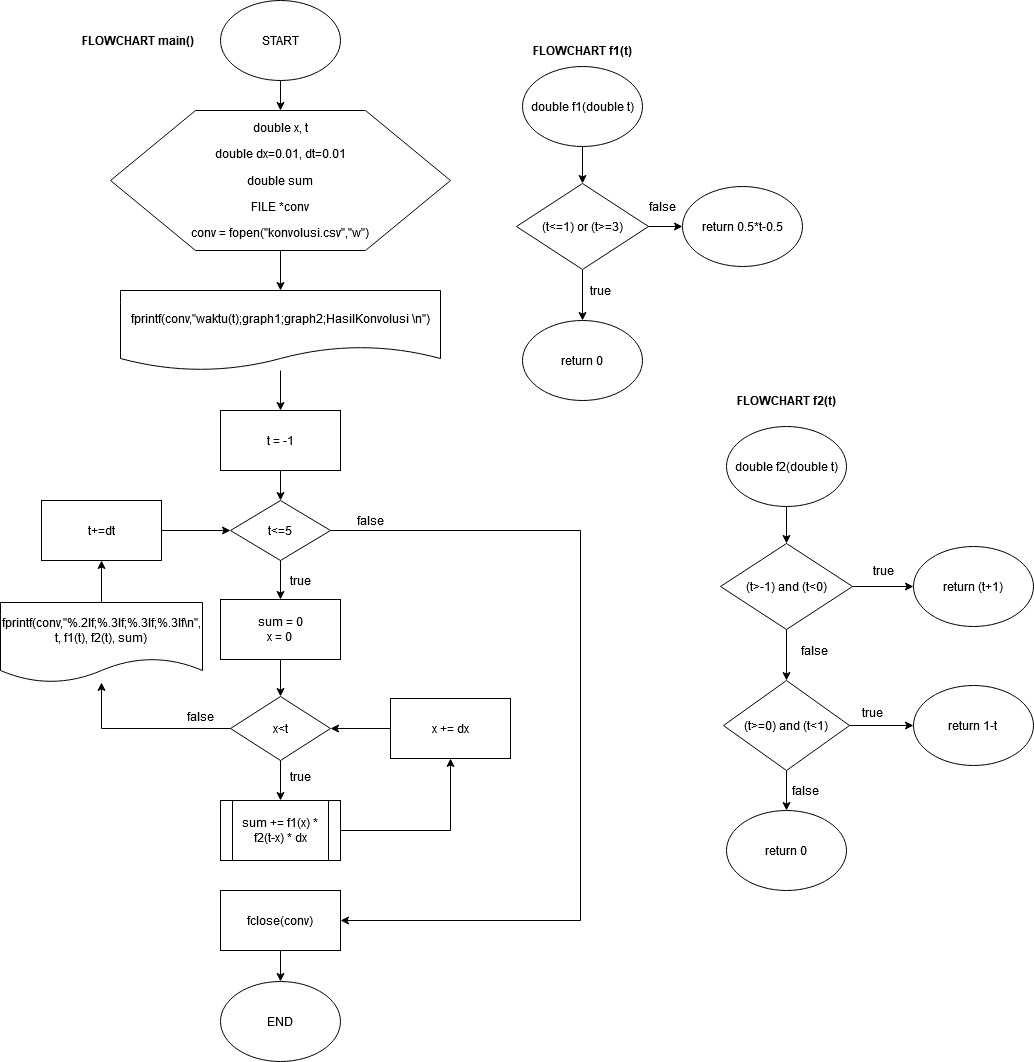 FLOWCHART main()
START
double x, t
double dx=0.01, dt=0.01
double sum
FILE *conv
conv = fopen("konvolusi.csv","w")
fprintf(conv,"waktu(t);graph1;graph2;HasilKonvolusi \n")
t = -1
t<=5
false
true
t+=dt
fprintf(conv,"%.2lf;%.3lf;%.3lf;%.3lf\n",
t, f1(t), f2(t), sum)
sum = 0
x = 0
x<t
false
true
x += dx
sum += f1(x) *
f2(t-x) * dx
fclose(conv)
END
FLOWCHART f1(t)
double f1(double t)
(t<=1) or (t>=3)
false
return 0.5*t-0.5
true
return 0
FLOWCHART f2(t)
double f2(double t)
(t>-1) and (t<0)
true
return (t+1)
false
(t>=0) and (t<1)
true
return 1-t
false
return 0